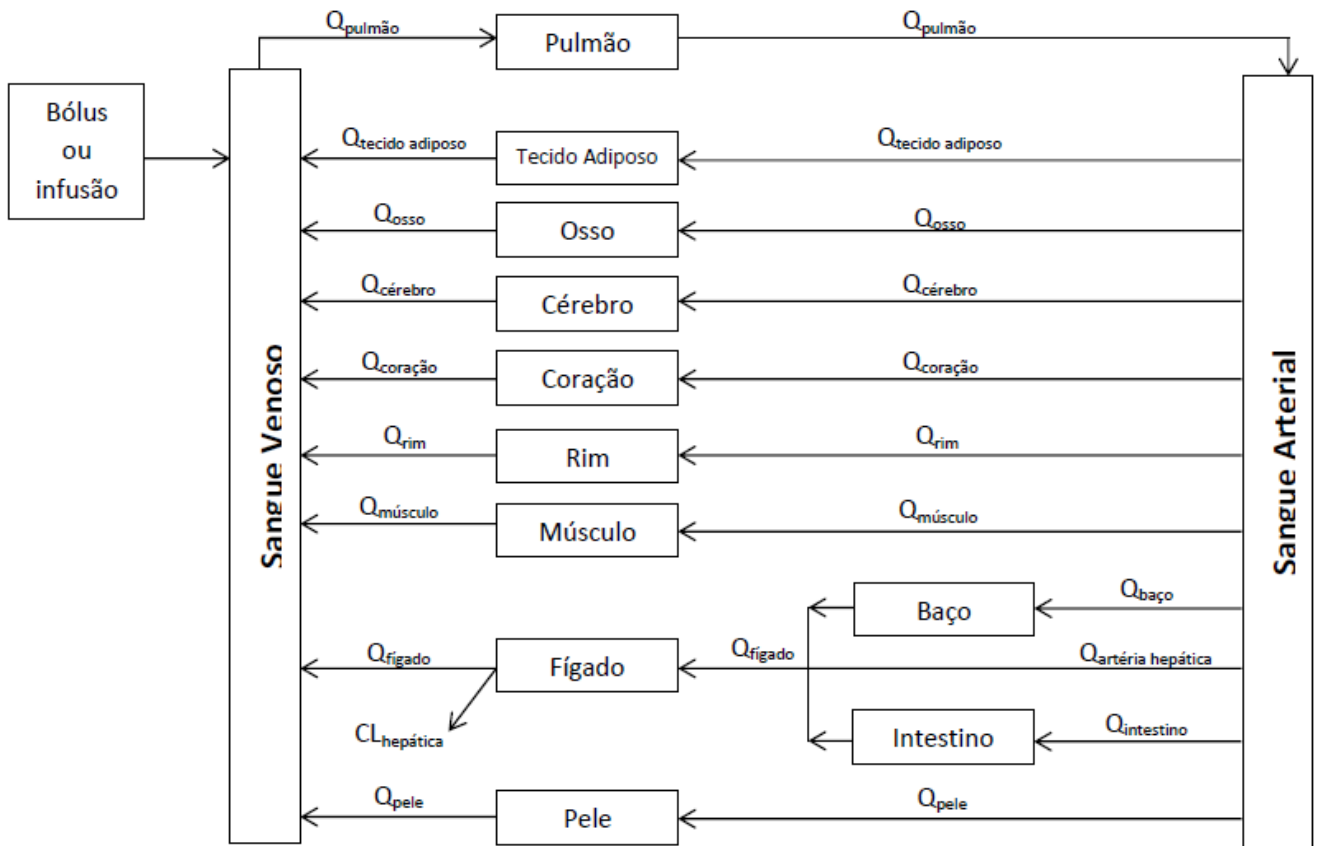 Q pulmão
Pulmão
Q pulmão
Bólus
ou
infusão
Q tecido adiposo
Tecido Adiposo
Q tecido adiposo
Q osso
Osso
Q osso
Q cérebro
Cérebro
Q cérebro
Sangue Venoso
Sangue Arterial
Q coração
Coração
Q coração
Q rim
Rim
Q rim
Q músculo
Músculo
Q músculo
Baço
Q baço
Q fígado
Fígado
Q fígado
Q artéria hepática
CL hepática
Intestino
Q intestino
Q pele
Pele
Q pele